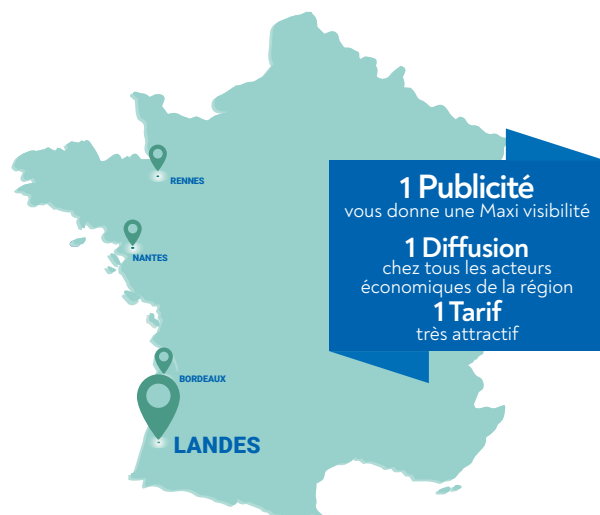 RENNES
NANTES
BORDEAUX
LANDES
1 Publicité
vous donne une Maxi visibilité
1 Diffusion
chez tous les acteurs
économiques de la région
1 Tarif
très attractif